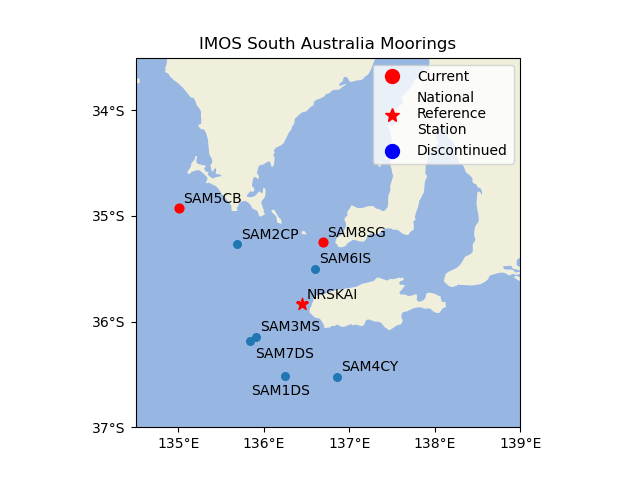 IMOS South Australia Moorings
Current
National
Reference
Station
Discontinued
34°S
35°S
36°S
37°S
SAM5CB
SAM2CP
SAM8SG
SAM6IS
NRSKAI
SAM3MS
SAM7DS
SAM4CY
SAM1DS
135°E
136°E
137°E
138°E
139°E